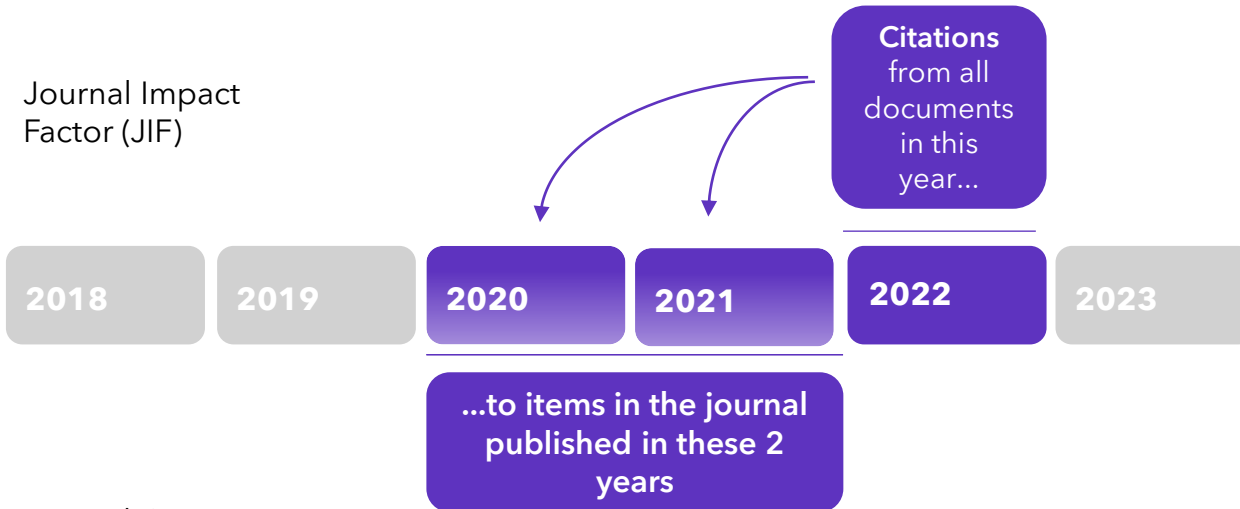 Citations
from all
documents
in this
year...
Journal Impact
Factor (JIF)
2018 2019 2020 2021 2022 2023
...to items in the journal
published in these 2
years